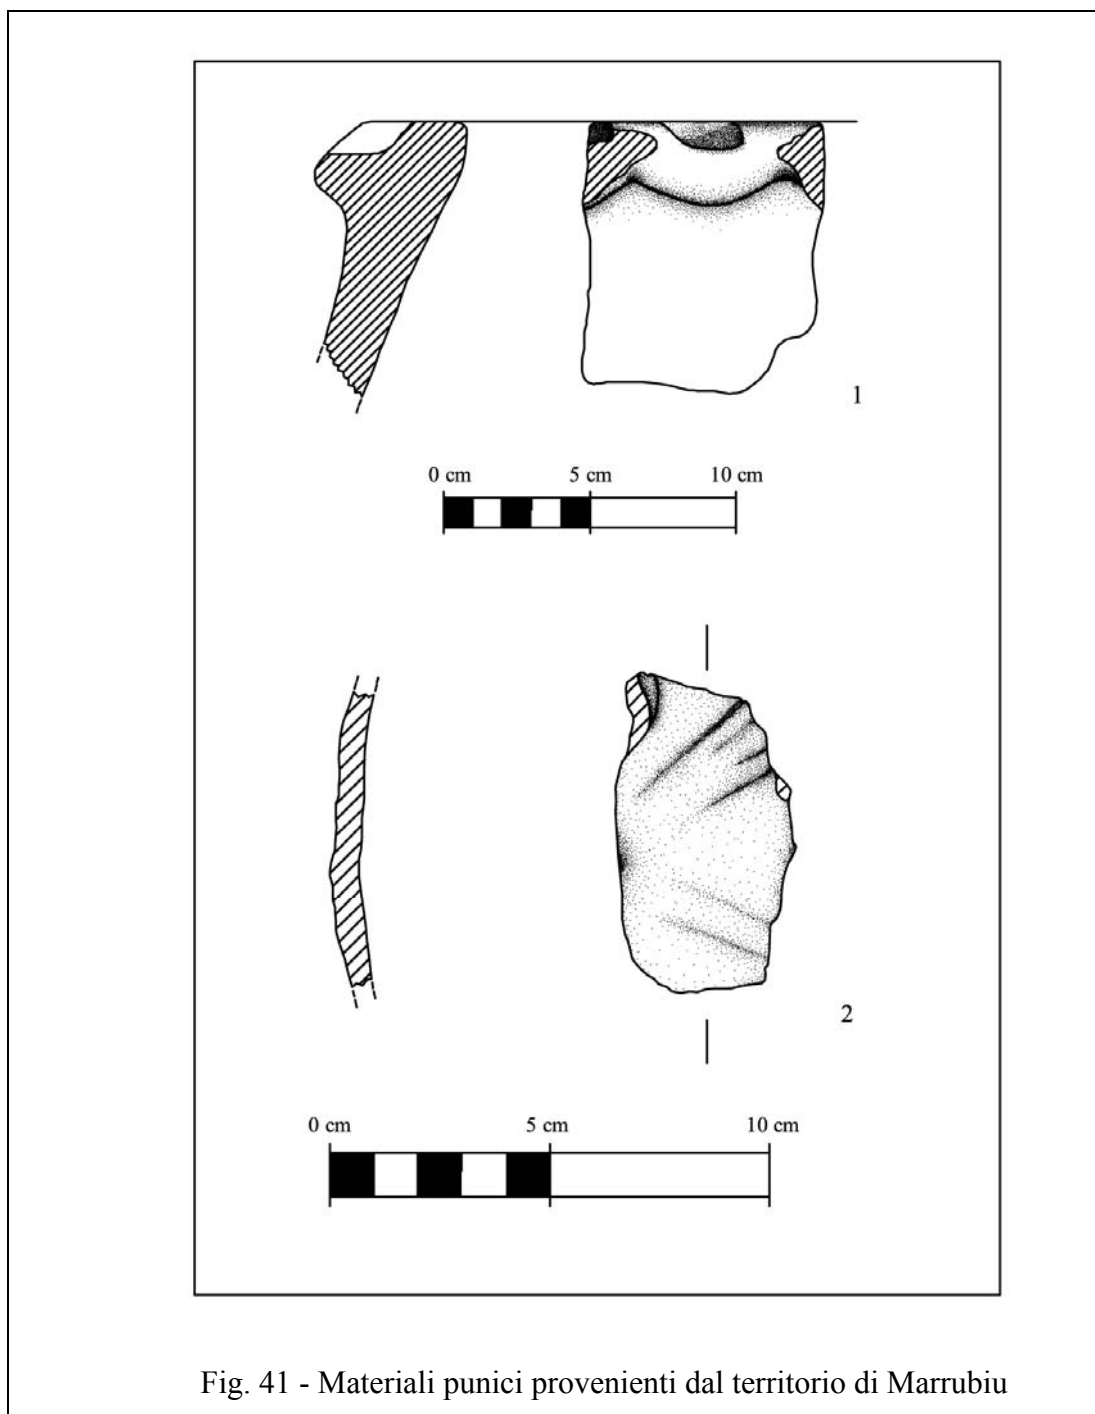 1
0 cm 5 cm 10 cm
2
0 cm 5 cm 10 cm
Fig. 41 - Materiali punici provenienti dal territorio di Marrubiu